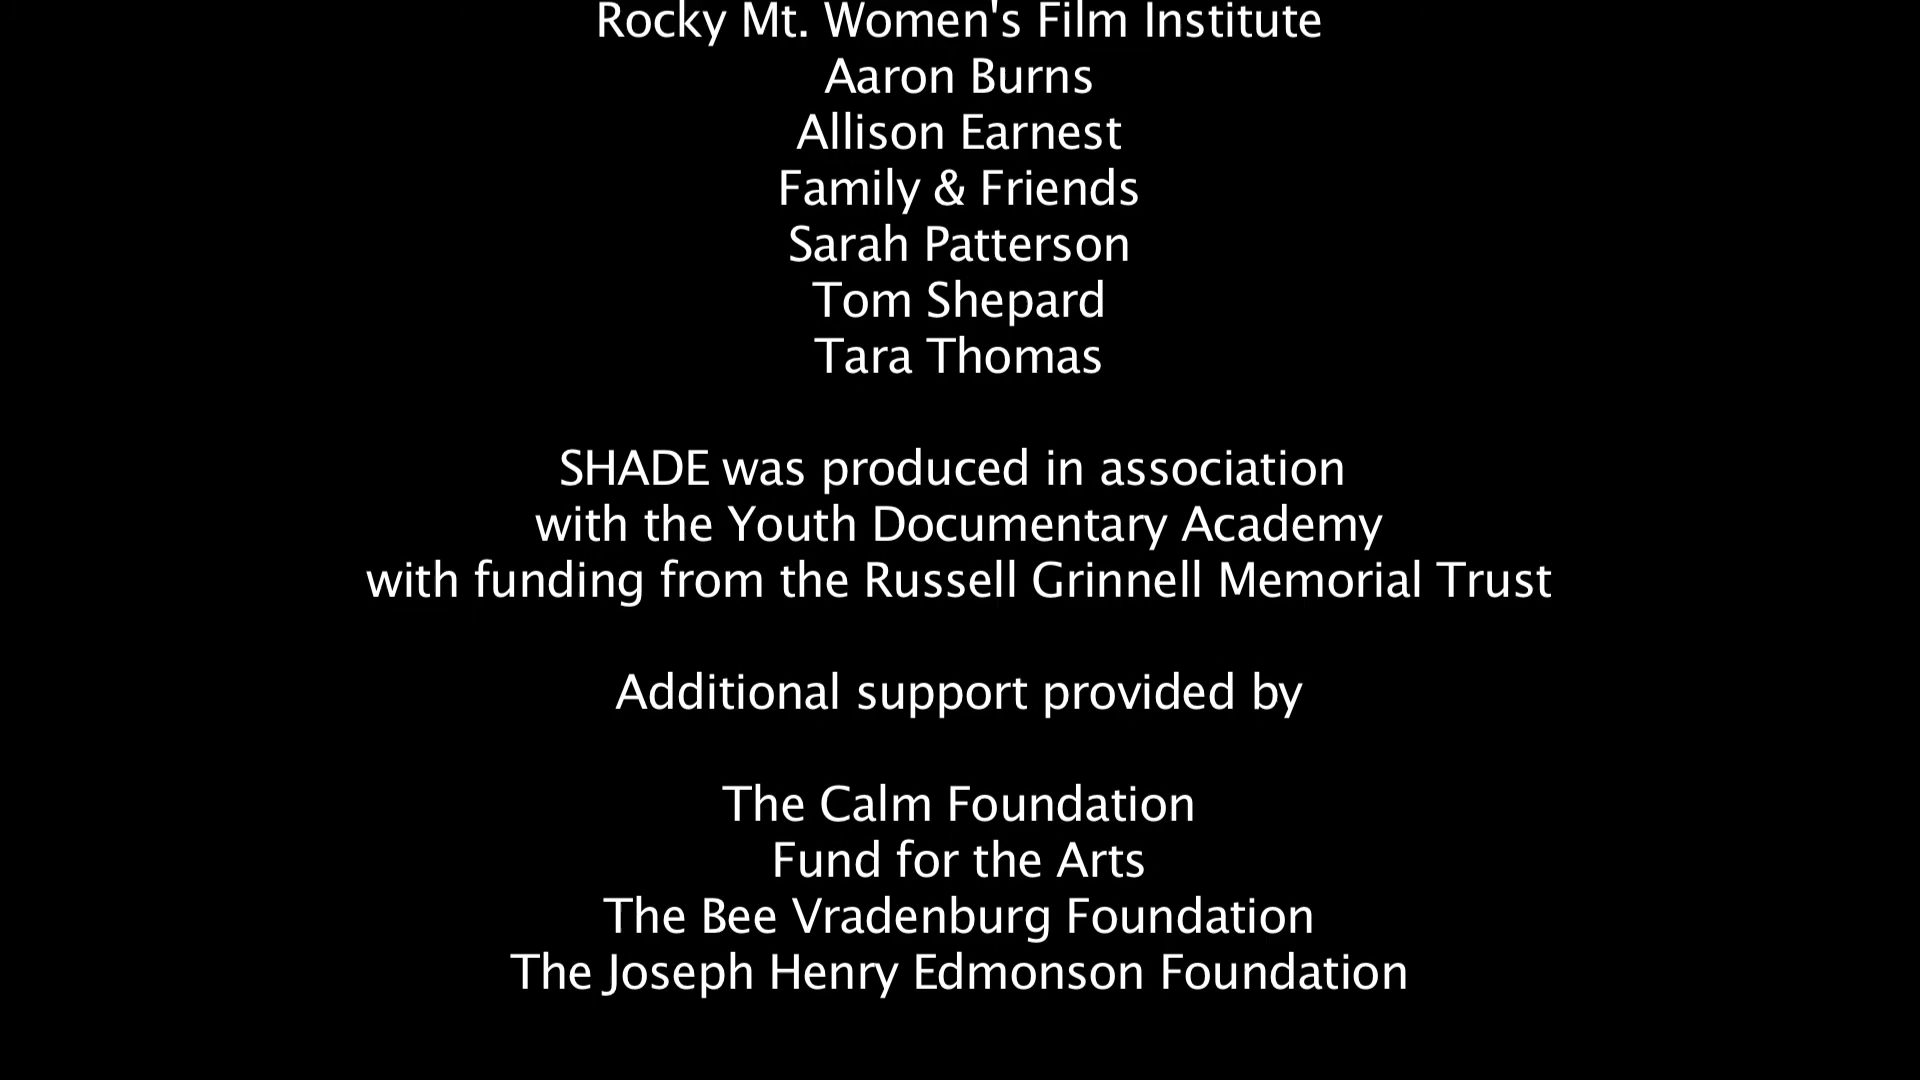 Rocky Mt. Women's Film Institute
Aaron Burns
Allison Earnest
Family & Friends
Sarah Patterson
Tom Shepard
Tara Thomas
SHADE was produced in association
with the Youth Documentary Academy
with funding from the Russell Grinnell Memorial Trust
Additional support provided by
The Calm Foundation
Fund for the Arts
The Bee Vradenburg Foundation
The Joseph Henry Edmonson Foundation